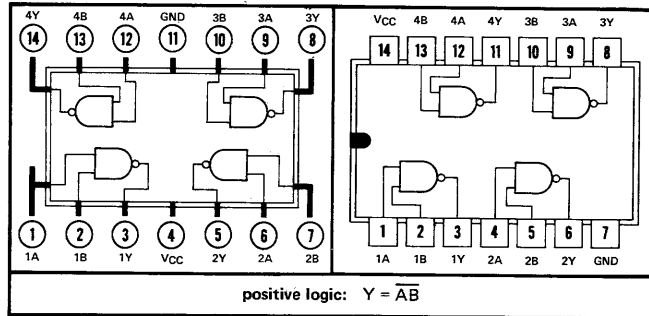 4Y 4B 4A GND 3B 3A 3Y
14 13 12 11 10 9 8
1 2 3 4 5 6 7
1A 1B 1Y VCC 2Y 2A 2B
VCC 4B 4A 4Y 3B 3A 3Y
14 13 12 11 10 9 8
1 2 3 4 5 6 7
1A 1B 1Y 2A 2B 2Y GND
positive logic: Y = \overline{AB}